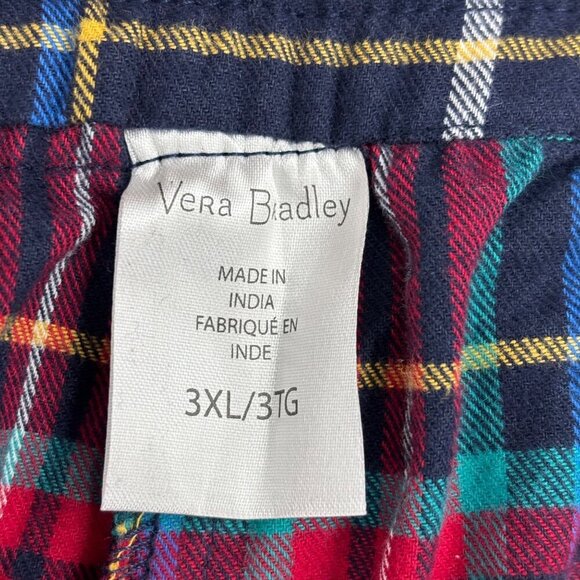 Vera Bradley
MADE IN
INDIA
FABRIQUÉ EN
INDE
3XL/3TG